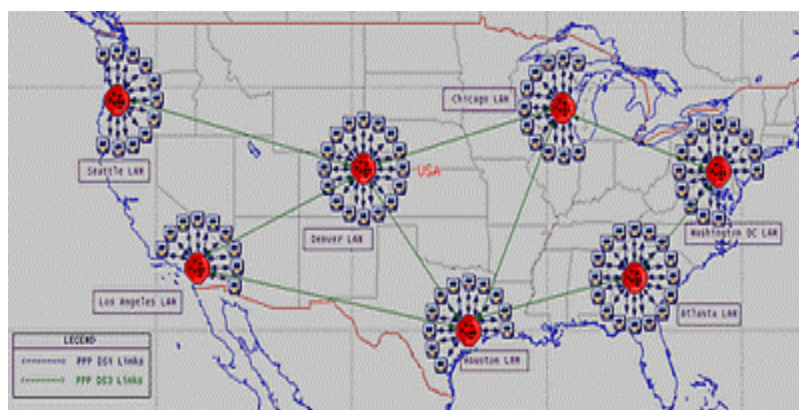 Chicago LAN
Seattle LAN
USA
Denver LAN
Washington DC LAN
Los Angeles LAN
Atlanta LAN
Houston LAN
LEGEND
PPP DS1 Links
PPP DS3 Links